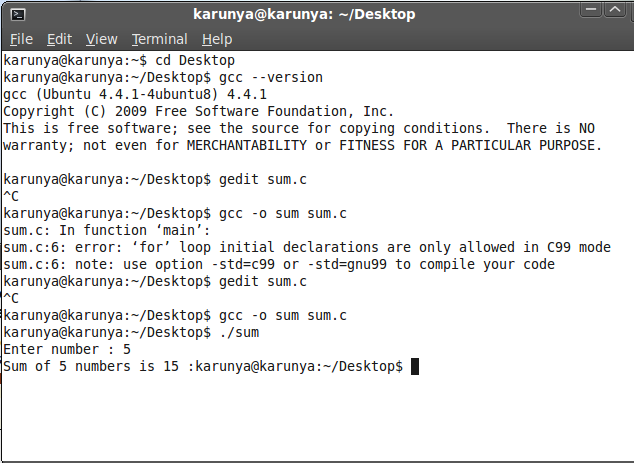 karunya@karunya: ~/Desktop
File Edit View Terminal Help
karunya@karunya:~$ cd Desktop
karunya@karunya:~/Desktop$ gcc --version
gcc (Ubuntu 4.4.1-4ubuntu8) 4.4.1
Copyright (C) 2009 Free Software Foundation, Inc.
This is free software; see the source for copying conditions.  There is NO
warranty; not even for MERCHANTABILITY or FITNESS FOR A PARTICULAR PURPOSE.
karunya@karunya:~/Desktop$ gedit sum.c
^C
karunya@karunya:~/Desktop$ gcc -o sum sum.c
sum.c: In function ‘main’:
sum.c:6: error: ‘for’ loop initial declarations are only allowed in C99 mode
sum.c:6: note: use option -std=c99 or -std=gnu99 to compile your code
karunya@karunya:~/Desktop$ gedit sum.c
^C
karunya@karunya:~/Desktop$ gcc -o sum sum.c
karunya@karunya:~/Desktop$ ./sum
Enter number : 5
Sum of 5 numbers is 15 :karunya@karunya:~/Desktop$